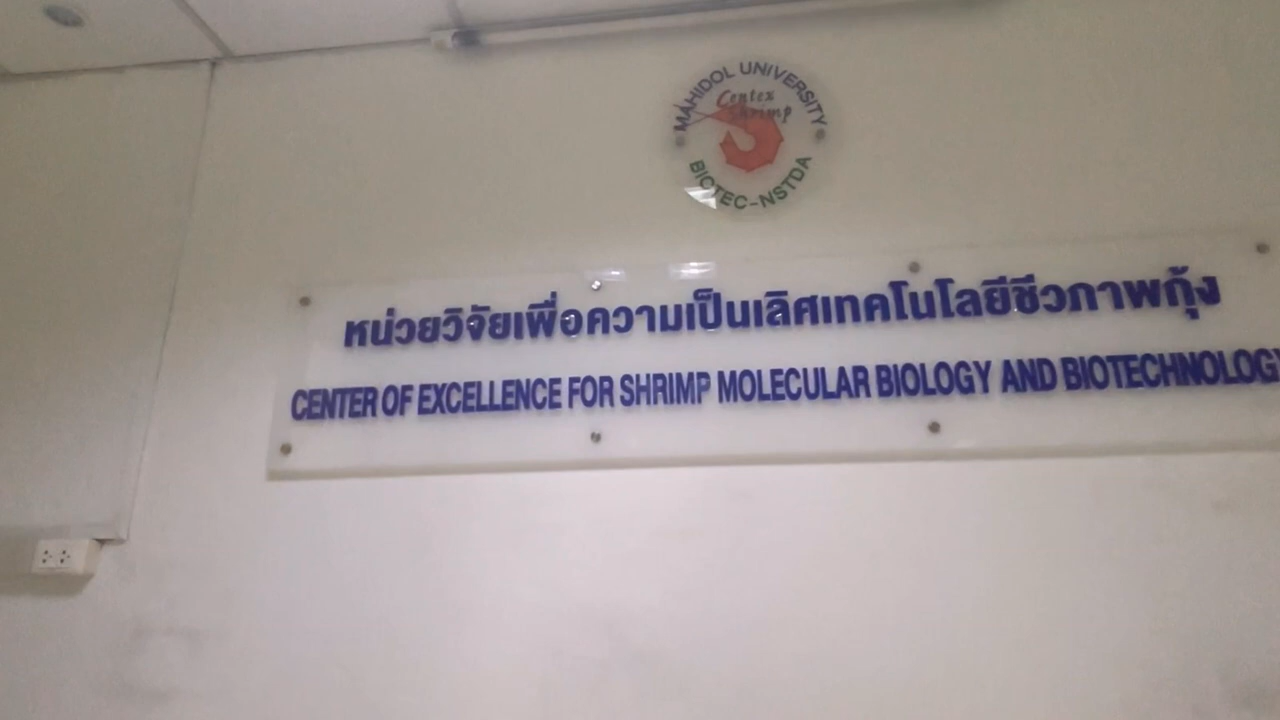 MAHIDOL UNIVERSITY
Centex
Shrimp
BIOTEC-NSTDA
หน่วยวิจัยเพื่อความเป็นเลิศเทคโนโลยีชีวภาพกุ้ง
CENTER OF EXCELLENCE FOR SHRIMP MOLECULAR BIOLOGY AND BIOTECHNOLOGY